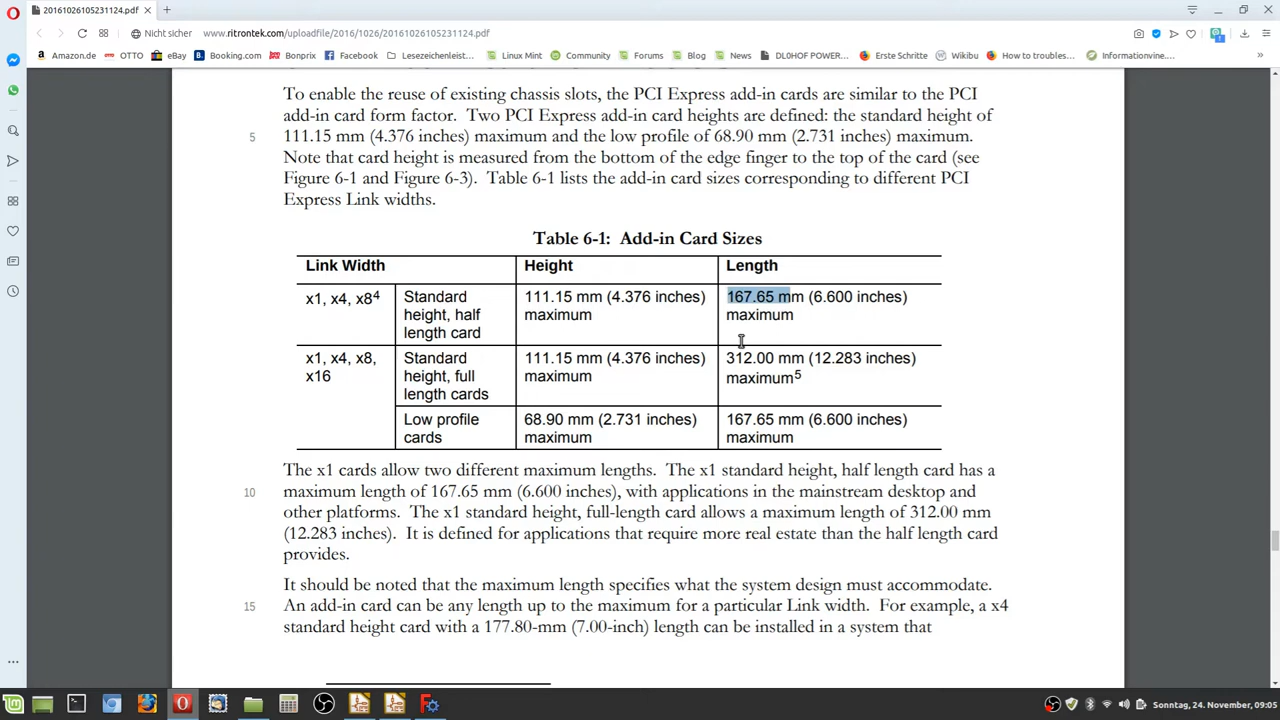 20161026105231124.pdf
Nicht sicher
www.ritrontek.com/uploadfile/2016/1026/20161026105231124.pdf
Amazon.de OTTO eBay Booking.com Bonprix Facebook Lesezeichenleist... Linux Mint Community Forums Blog News DL0HOF POWER... Erste Schritte Wikibu How to troubles... Informationvine.
To enable the reuse of existing chassis slots, the PCI Express add-in cards are similar to the PCI
add-in card form factor. Two PCI Express add-in card heights are defined: the standard height of
5 111.15 mm (4.376 inches) maximum and the low profile of 68.90 mm (2.731 inches) maximum.
Note that card height is measured from the bottom of the edge finger to the top of the card (see
Figure 6-1 and Figure 6-3). Table 6-1 lists the add-in card sizes corresponding to different PCI
Express Link widths.
Table 6-1: Add-in Card Sizes
Link Width Height Length
x1, x4, x8⁴ Standard height, half length card 111.15 mm (4.376 inches) maximum 167.65 mm (6.600 inches) maximum
x1, x4, x8, x16 Standard height, full length cards 111.15 mm (4.376 inches) maximum 312.00 mm (12.283 inches) maximum⁵
Low profile cards 68.90 mm (2.731 inches) maximum 167.65 mm (6.600 inches) maximum
The x1 cards allow two different maximum lengths. The x1 standard height, half length card has a
10 maximum length of 167.65 mm (6.600 inches), with applications in the mainstream desktop and
other platforms. The x1 standard height, full-length card allows a maximum length of 312.00 mm
(12.283 inches). It is defined for applications that require more real estate than the half length card
provides.
It should be noted that the maximum length specifies what the system design must accommodate.
15 An add-in card can be any length up to the maximum for a particular Link width. For example, a x4
standard height card with a 177.80-mm (7.00-inch) length can be installed in a system that
Sonntag, 24. November, 09:05